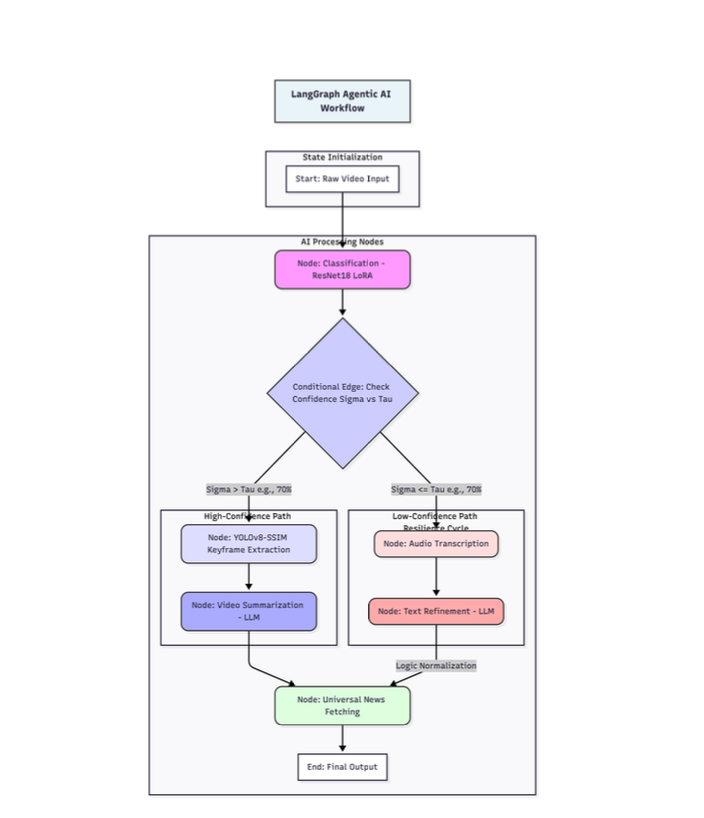 LangGraph Agentic AI
Workflow
State Initialization
Start: Raw Video Input
AI Processing Nodes
Node: Classification -
ResNet18 LoRA
Conditional Edge: Check
Confidence Sigma vs Tau
Sigma > Tau e.g., 70%
Sigma <= Tau e.g., 70%
High-Confidence Path
Low-Confidence Path
Resilience Cycle
Node: YOLOv8-SSIM
Keyframe Extraction
Node: Audio Transcription
Node: Video Summarization
- LLM
Node: Text Refinement - LLM
Logic Normalization
Node: Universal News
Fetching
End: Final Output